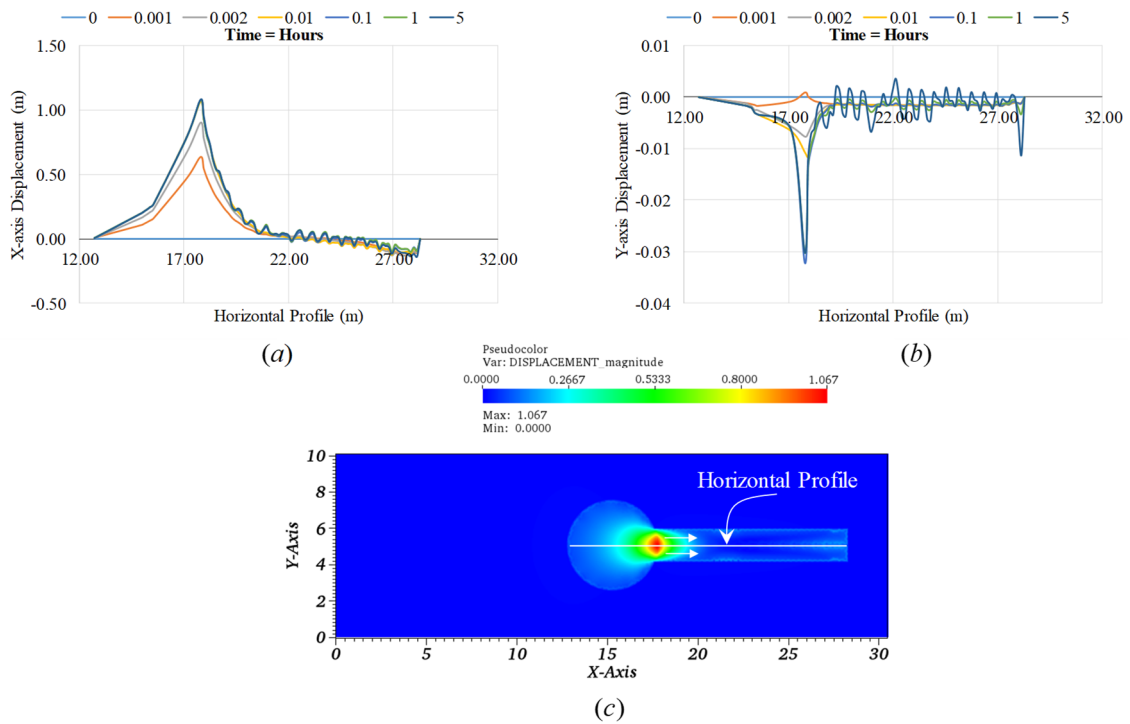 0 0.001 0.002 0.01 0.1 1 5
Time = Hours
1.50
1.00
0.50
0.00
-0.50
12.00 17.00 22.00 27.00 32.00
X-axis Displacement (m)
Horizontal Profile (m)
(a)
0 0.001 0.002 0.01 0.1 1 5
Time = Hours
0.01
0.00
-0.01
-0.02
-0.03
-0.04
12.00 17.00 22.00 27.00 32.00
Y-axis Displacement (m)
Horizontal Profile (m)
(b)
Pseudocolor
Var: DISPLACEMENT_magnitude
0.0000 0.2667 0.5333 0.8000 1.067
Max: 1.067
Min: 0.0000
Horizontal Profile
10
8
6
4
2
0
Y-Axis
0 5 10 15 20 25 30
X-Axis
(c)